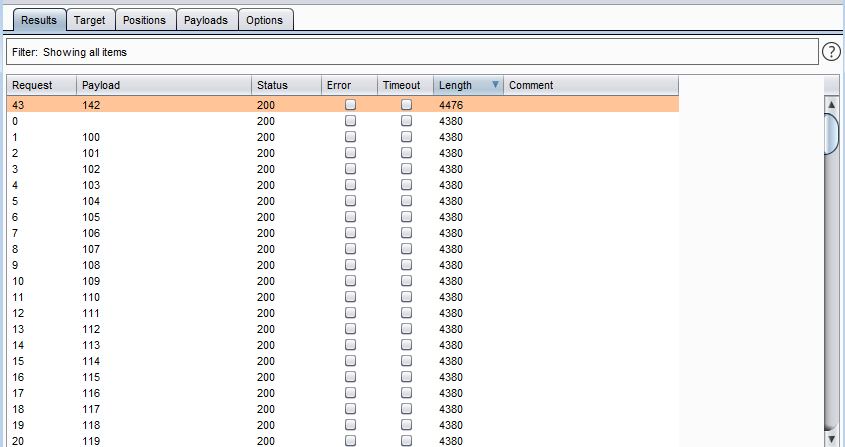 Results Target Positions Payloads Options
Filter: Showing all items ?
Request Payload Status Error Timeout Length Comment
43 142 200 4476
0 200 4380
1 100 200 4380
2 101 200 4380
3 102 200 4380
4 103 200 4380
5 104 200 4380
6 105 200 4380
7 106 200 4380
8 107 200 4380
9 108 200 4380
10 109 200 4380
11 110 200 4380
12 111 200 4380
13 112 200 4380
14 113 200 4380
15 114 200 4380
16 115 200 4380
17 116 200 4380
18 117 200 4380
19 118 200 4380
20 119 200 4380